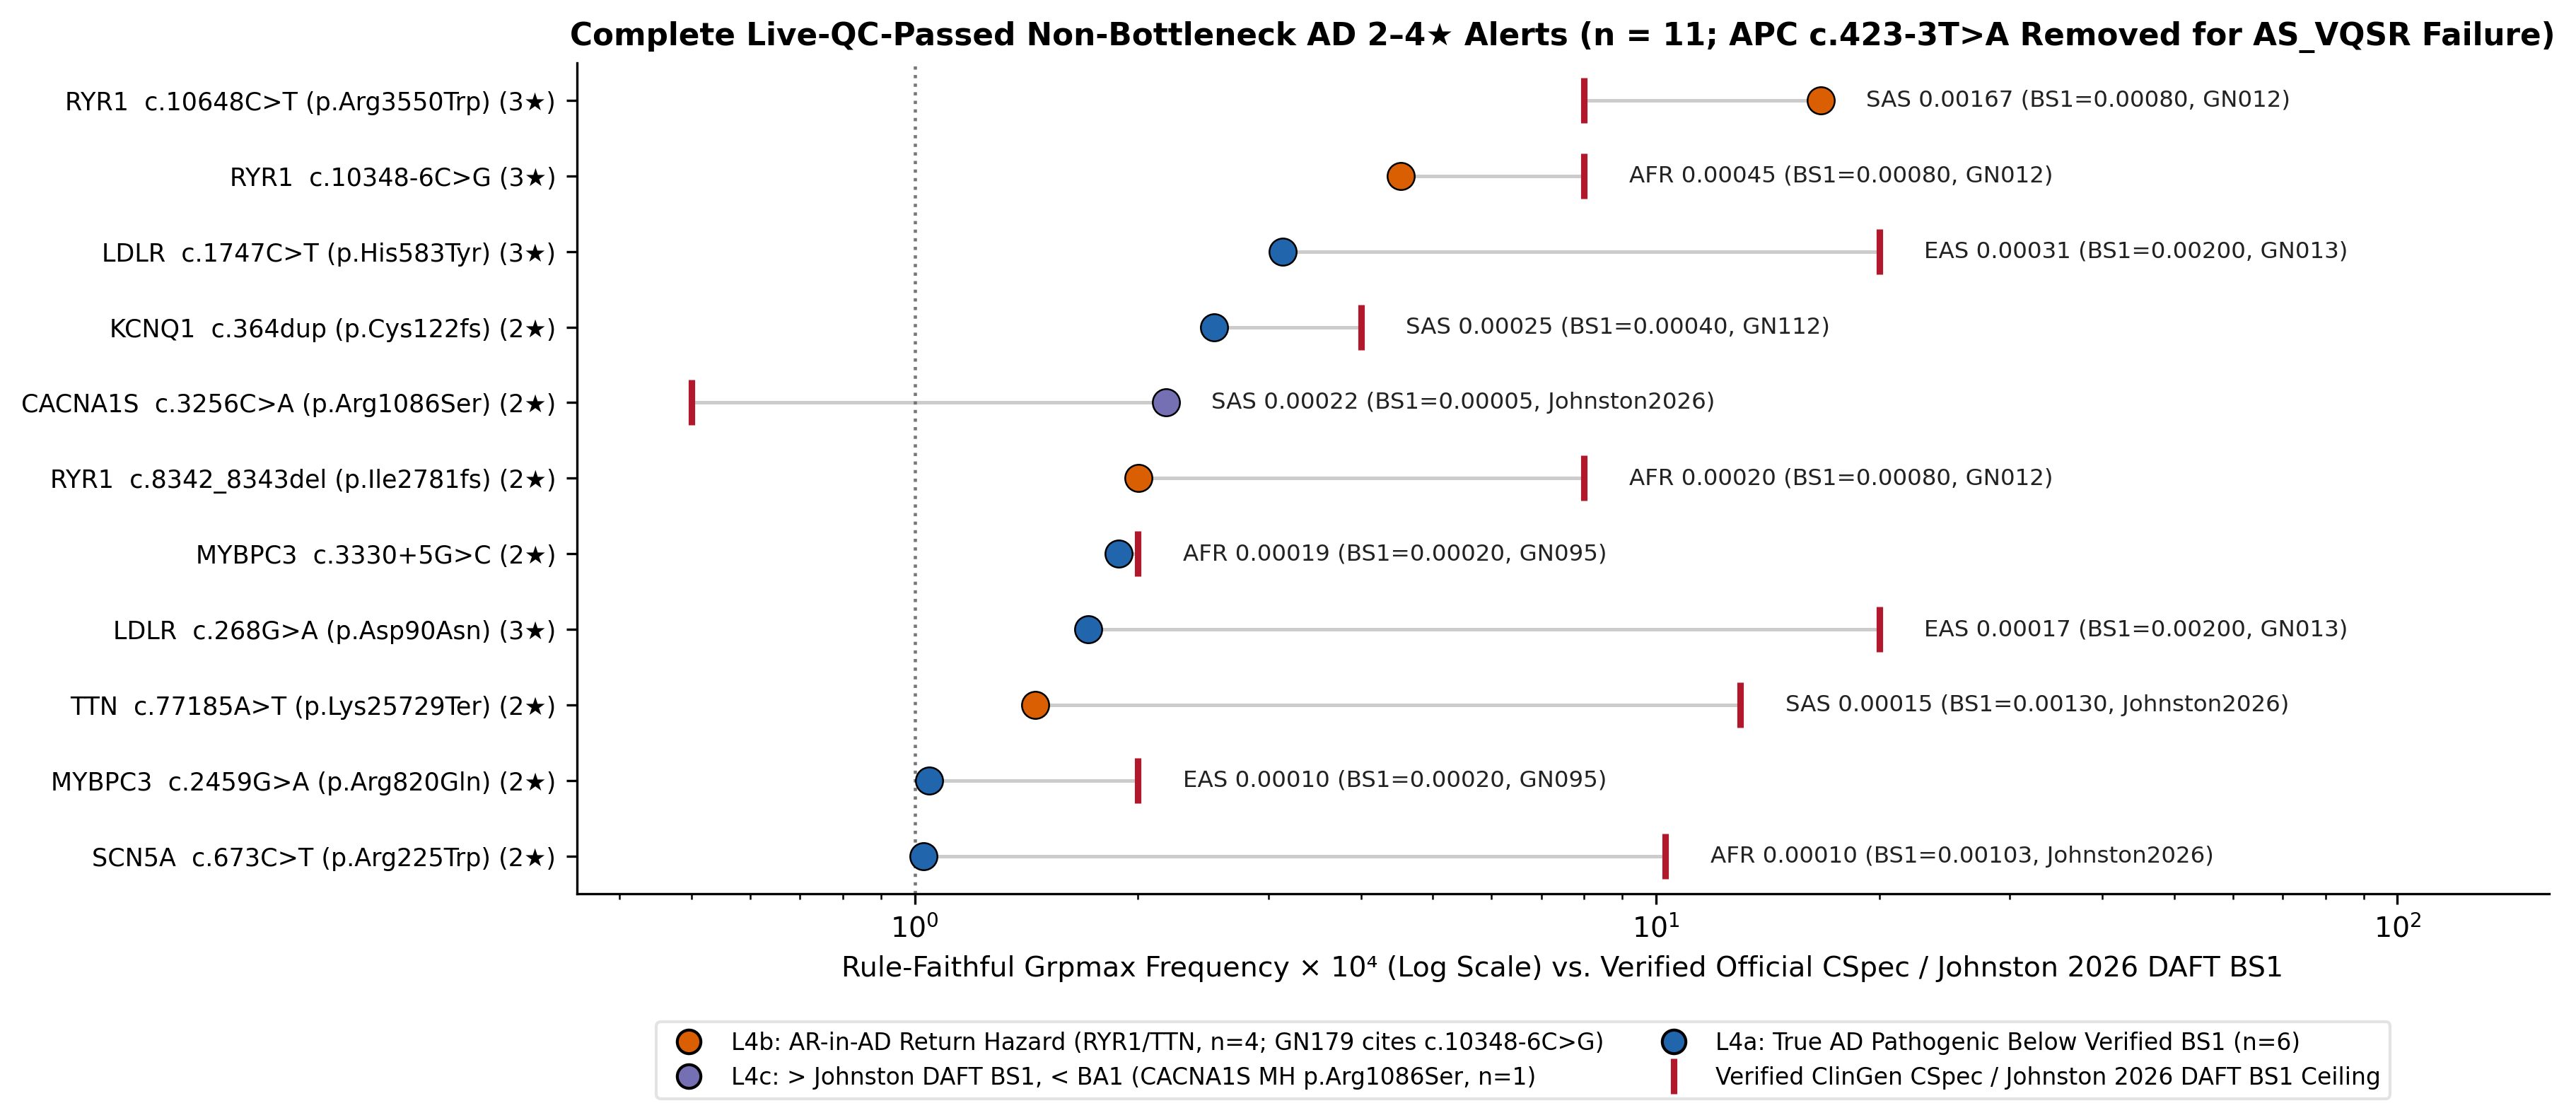 Complete Live-QC-Passed Non-Bottleneck AD 2–4★ Alerts (n = 11; APC c.423-3T>A Removed for AS_VQSR Failure)
RYR1 c.10648C>T (p.Arg3550Trp) (3★)
SAS 0.00167 (BS1=0.00080, GN012)
RYR1 c.10348-6C>G (3★)
AFR 0.00045 (BS1=0.00080, GN012)
LDLR c.1747C>T (p.His583Tyr) (3★)
EAS 0.00031 (BS1=0.00200, GN013)
KCNQ1 c.364dup (p.Cys122fs) (2★)
SAS 0.00025 (BS1=0.00040, GN112)
CACNA1S c.3256C>A (p.Arg1086Ser) (2★)
SAS 0.00022 (BS1=0.00005, Johnston2026)
RYR1 c.8342_8343del (p.Ile2781fs) (2★)
AFR 0.00020 (BS1=0.00080, GN012)
MYBPC3 c.3330+5G>C (2★)
AFR 0.00019 (BS1=0.00020, GN095)
LDLR c.268G>A (p.Asp90Asn) (3★)
EAS 0.00017 (BS1=0.00200, GN013)
TTN c.77185A>T (p.Lys25729Ter) (2★)
SAS 0.00015 (BS1=0.00130, Johnston2026)
MYBPC3 c.2459G>A (p.Arg820Gln) (2★)
EAS 0.00010 (BS1=0.00020, GN095)
SCN5A c.673C>T (p.Arg225Trp) (2★)
AFR 0.00010 (BS1=0.00103, Johnston2026)
10⁰ 10¹ 10²
Rule-Faithful Grpmax Frequency × 10⁴ (Log Scale) vs. Verified Official CSpec / Johnston 2026 DAFT BS1
L4b: AR-in-AD Return Hazard (RYR1/TTN, n=4; GN179 cites c.10348-6C>G)
L4c: > Johnston DAFT BS1, < BA1 (CACNA1S MH p.Arg1086Ser, n=1)
L4a: True AD Pathogenic Below Verified BS1 (n=6)
Verified ClinGen CSpec / Johnston 2026 DAFT BS1 Ceiling